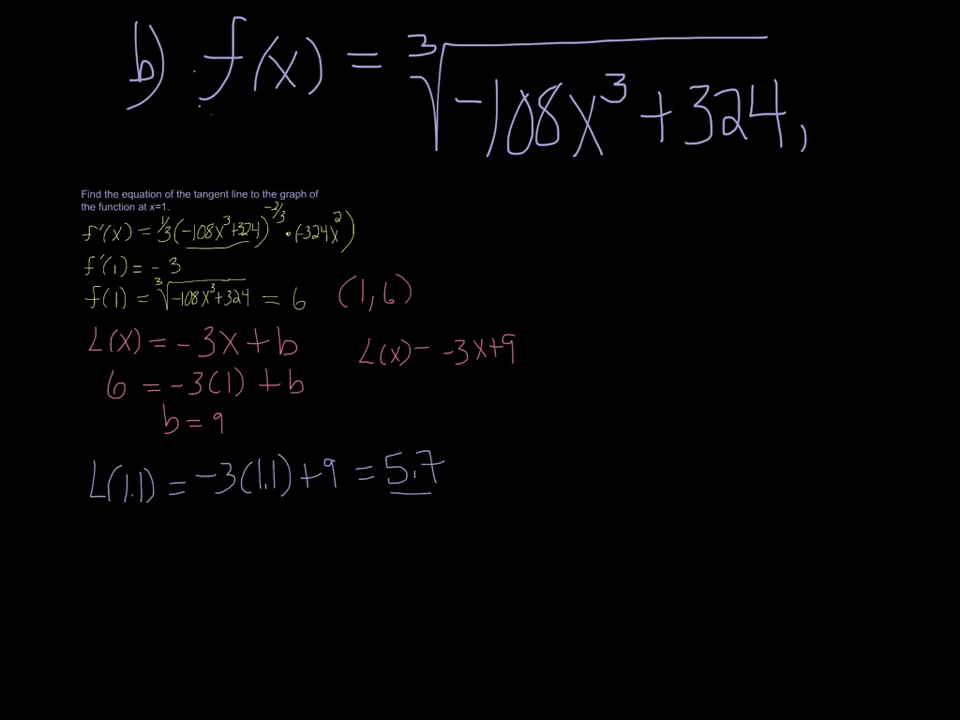 b) f(x) = ∛(-108x³+324),
Find the equation of the tangent line to the graph of
the function at x=1.
f'(x) = 1/3(-108x³+324)^(-2/3) • (-324x²)
f'(1) = -3
f(1) = ∛(-108x³+324) = 6 (1,6)
L(x) = -3x+b L(x)- -3x+9
6 = -3(1) +b
b = 9
L(1.1) = -3(1.1)+9 = 5.7